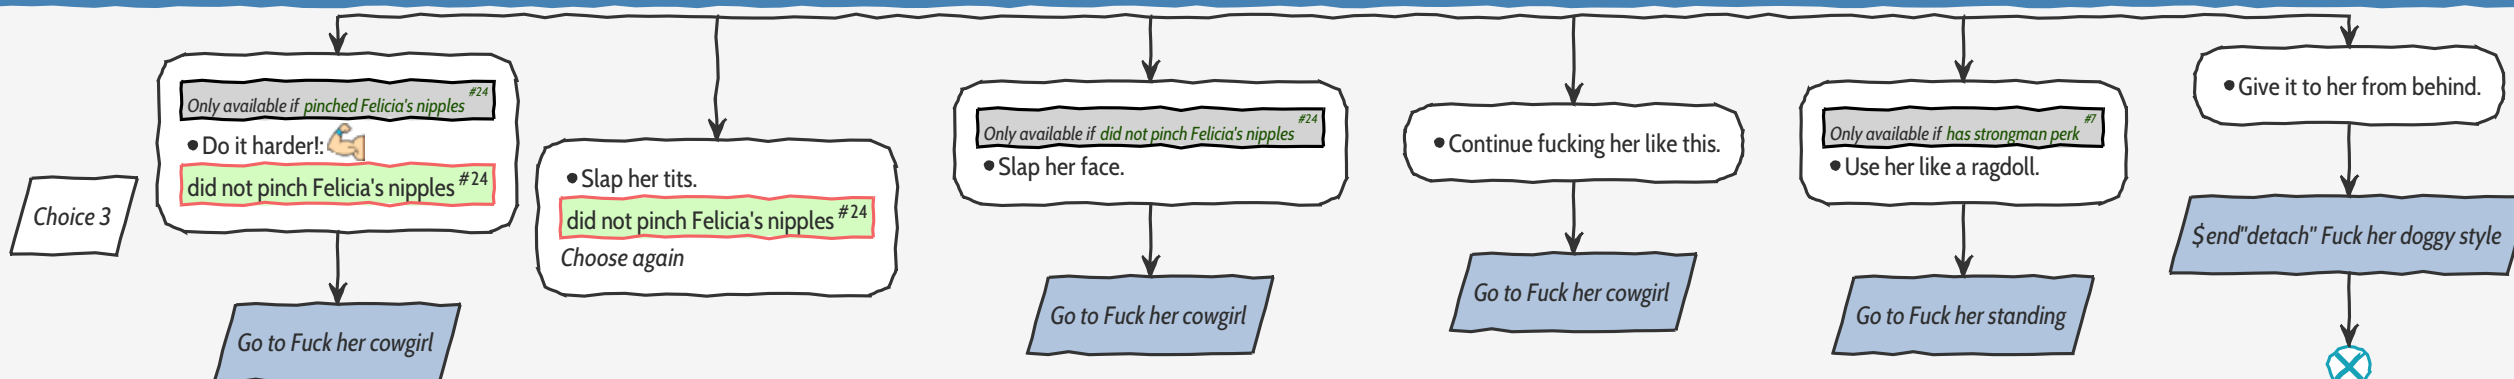 Choice 3
Only available if pinched Felicia's nipples #24
• Do it harder!:
did not pinch Felicia's nipples #24
Go to Fuck her cowgirl
• Slap her tits.
did not pinch Felicia's nipples #24
Choose again
Only available if did not pinch Felicia's nipples #24
• Slap her face.
Go to Fuck her cowgirl
• Continue fucking her like this.
Go to Fuck her cowgirl
Only available if has strongman perk #7
• Use her like a ragdoll.
Go to Fuck her standing
• Give it to her from behind.
$end"detach" Fuck her doggy style